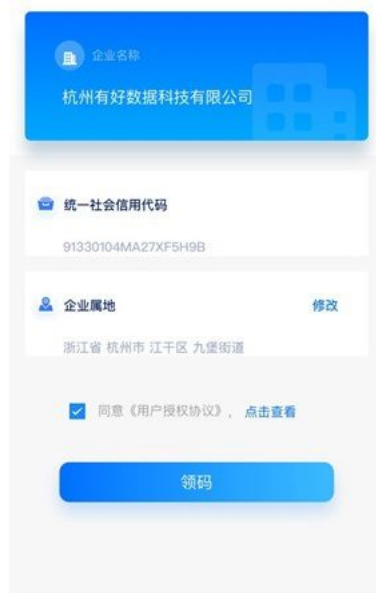 企业名称
杭州有好数据科技有限公司
统一社会信用代码
91330104MA27XF5H9B
企业属地 修改
浙江省 杭州市 江干区 九堡街道
同意《用户授权协议》, 点击查看
领码